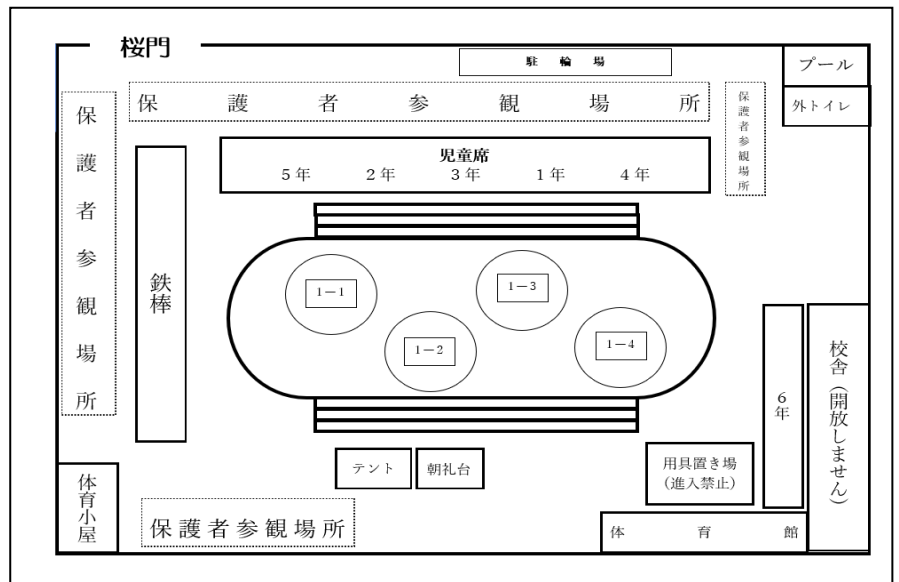 桜門
駐輪場
プール
外トイレ
保護者参観場所
保護者参観場所
保護者参観場所
児童席
5年 2年 3年 1年 4年
鉄棒
1－1
1－3
1－2
1－4
6年
校舎（開放しません）
テント
朝礼台
用具置き場
（進入禁止）
体育小屋
保護者参観場所
体育館